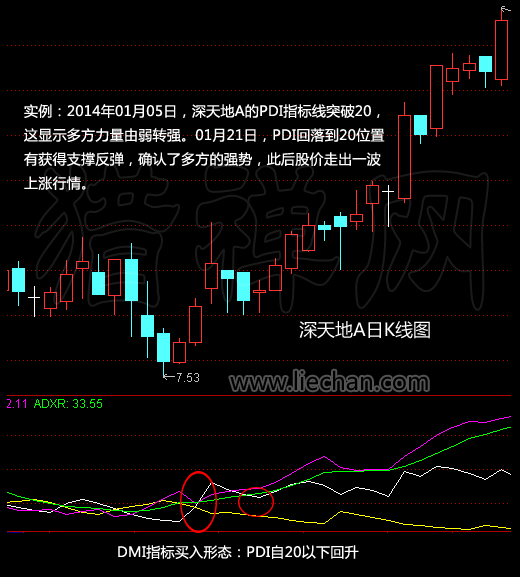 实例：2014年01月05日，深天地A的PDI指标线突破20，
这显示多方力量由弱转强。01月21日，PDI回落到20位置
有获得支撑反弹，确认了多方的强势，此后股价走出一波
上涨行情。
猎禅网
深天地A日K线图
7.53
www.liechan.com
2.11 ADXR: 33.55
DMI指标买入形态：PDI自20以下回升